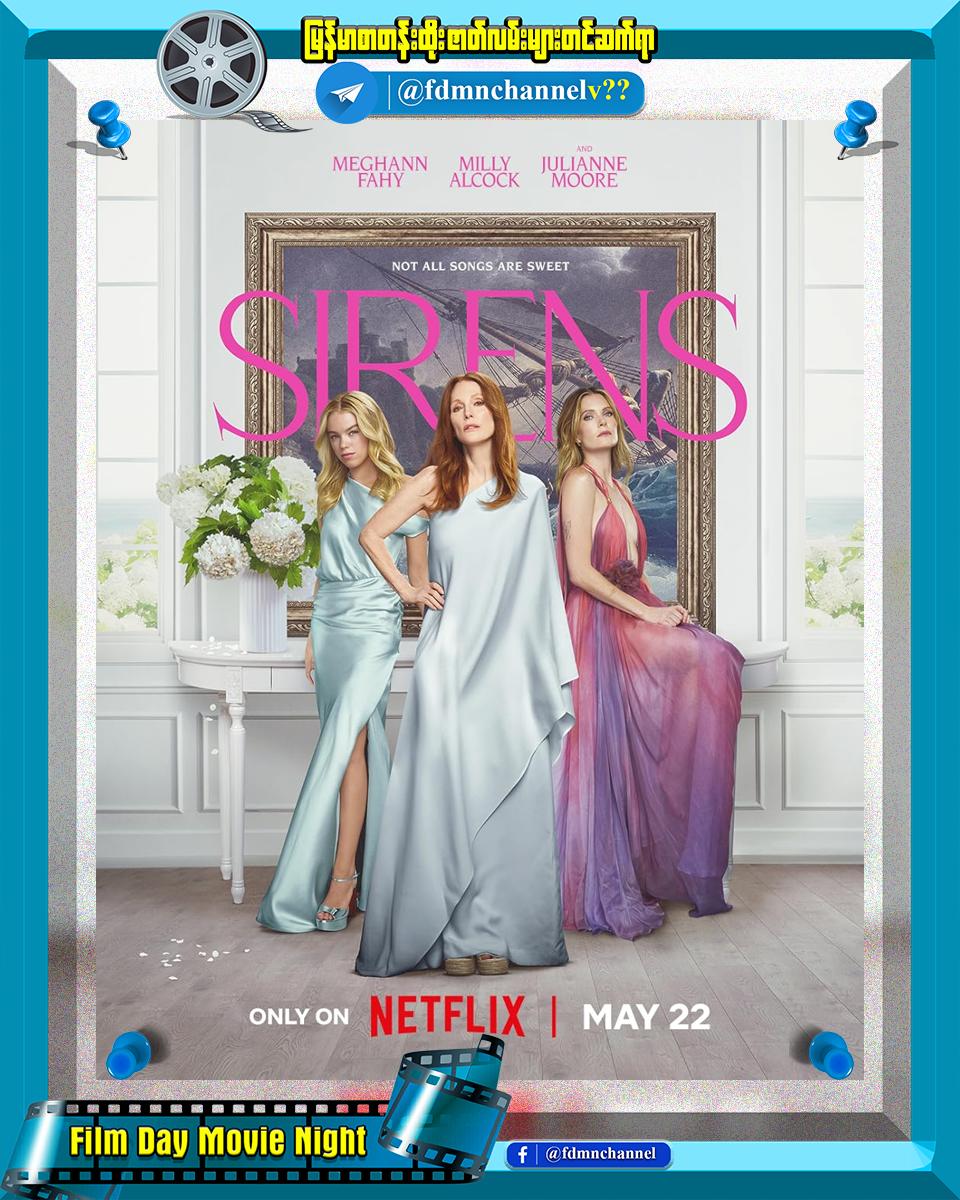 မြန်မာစာတန်းထိုးဇာတ်လမ်းများတင်ဆက်ရာ
@fdmnchannelv??
MEGHANN FAHY
MILLY ALCOCK
AND JULIANNE MOORE
NOT ALL SONGS ARE SWEET
SIRENS
ONLY ON NETFLIX | MAY 22
Film Day Movie Night
@fdmnchannel